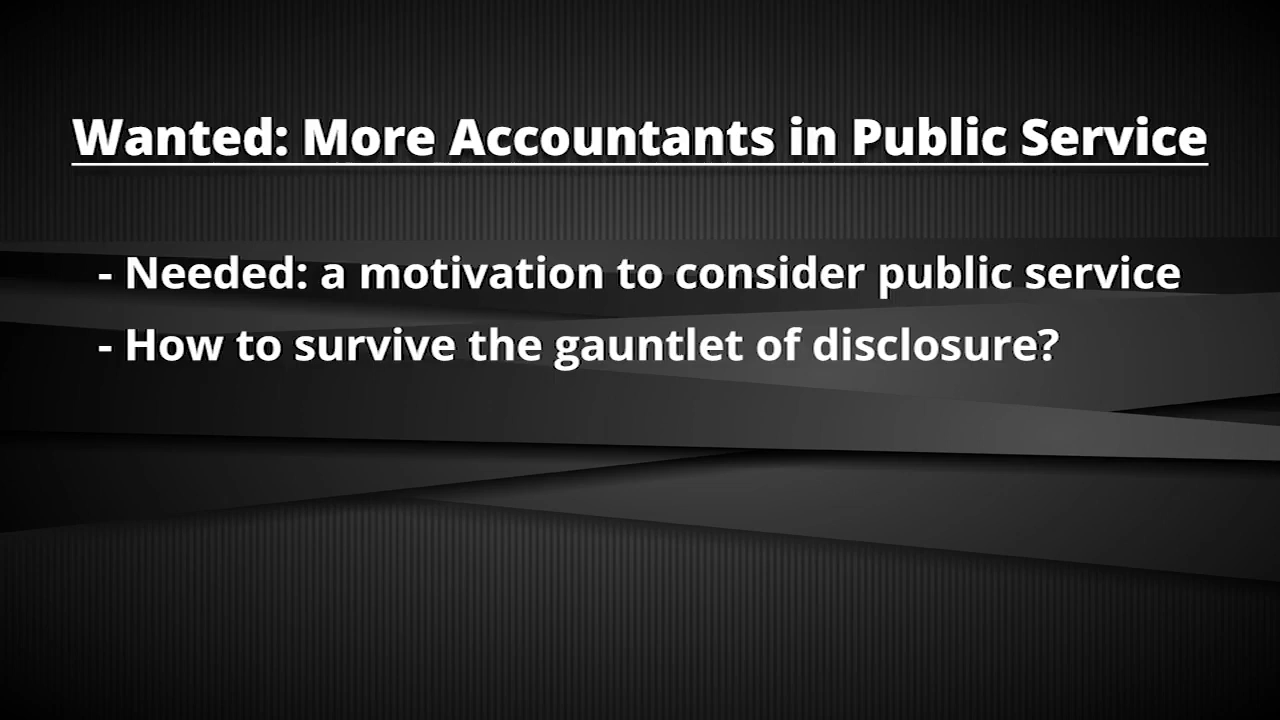 Wanted: More Accountants in Public Service
- Needed: a motivation to consider public service
- How to survive the gauntlet of disclosure?